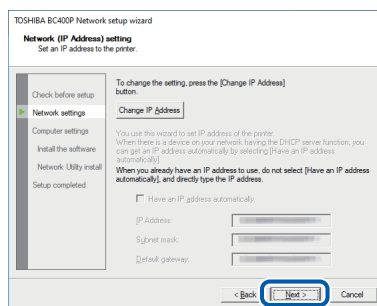 TOSHIBA BC400P Network setup wizard
Network (IP Address) setting
Set an IP address to the printer.
Check before setup
Network settings
Computer settings
Install the software
Network Utility install
Setup completed
To change the setting, press the [Change IP Address]
button.
Change IP Address
You use this wizard to set IP address of the printer.
When there is a device on your network having the DHCP server function, you
can get an IP address automatically by selecting [Have an IP address
automatically].
When you already have an IP address to use, do not select [Have an IP address
automatically], and directly type the IP address.
Have an IP address automatically.
IP Address:
Subnet mask:
Default gateway:
< Back
Next >
Cancel